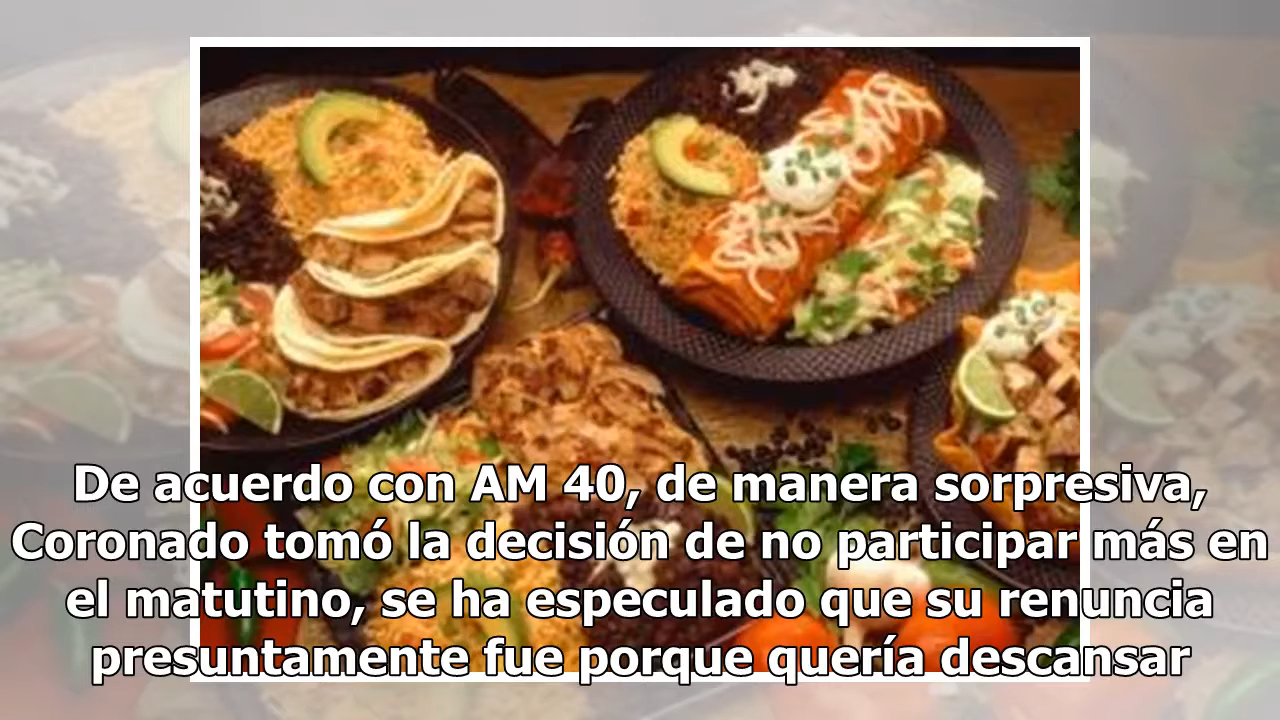 De acuerdo con AM 40, de manera sorpresiva,
Coronado tomó la decisión de no participar más en
el matutino, se ha especulado que su renuncia
presuntamente fue porque quería descansar